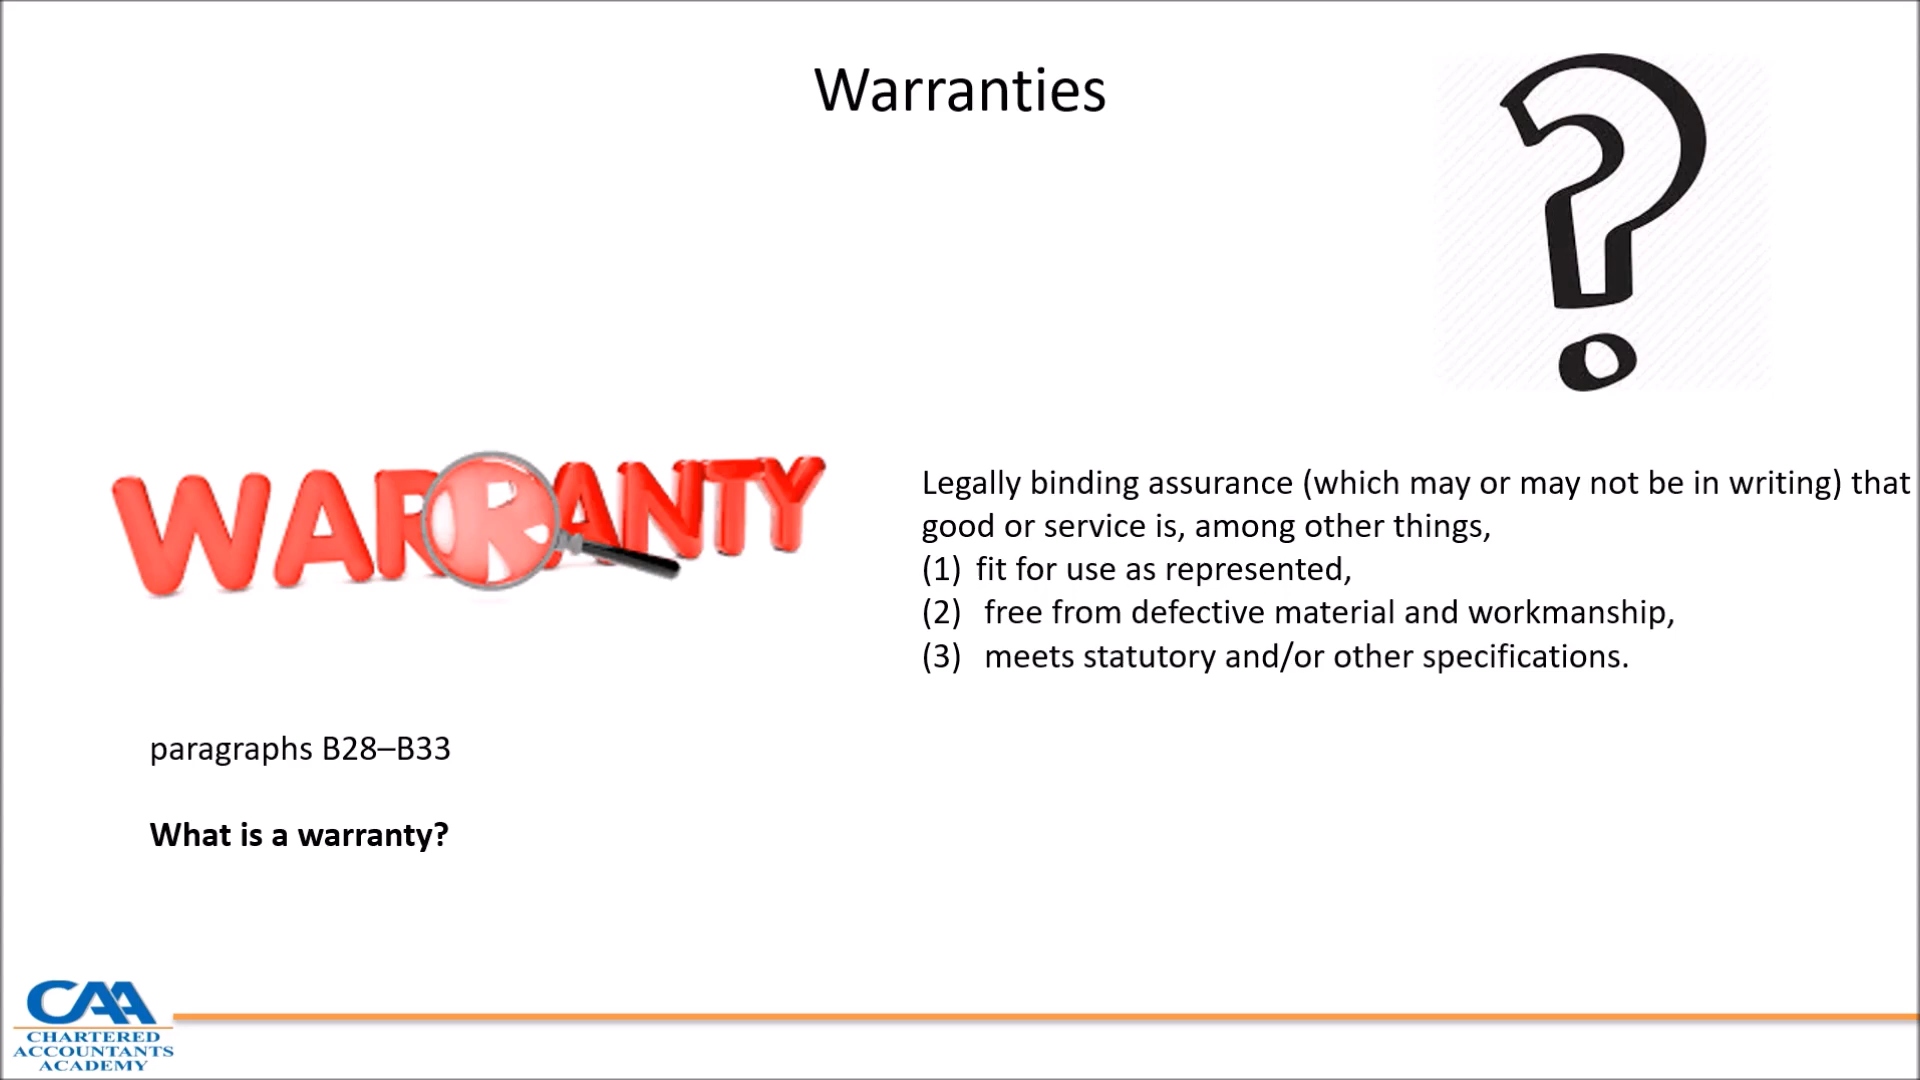 Warranties
WARRANTY
Legally binding assurance (which may or may not be in writing) that
good or service is, among other things,
(1) fit for use as represented,
(2) free from defective material and workmanship,
(3) meets statutory and/or other specifications.
paragraphs B28–B33
What is a warranty?
CAA
CHARTERED
ACCOUNTANTS
ACADEMY